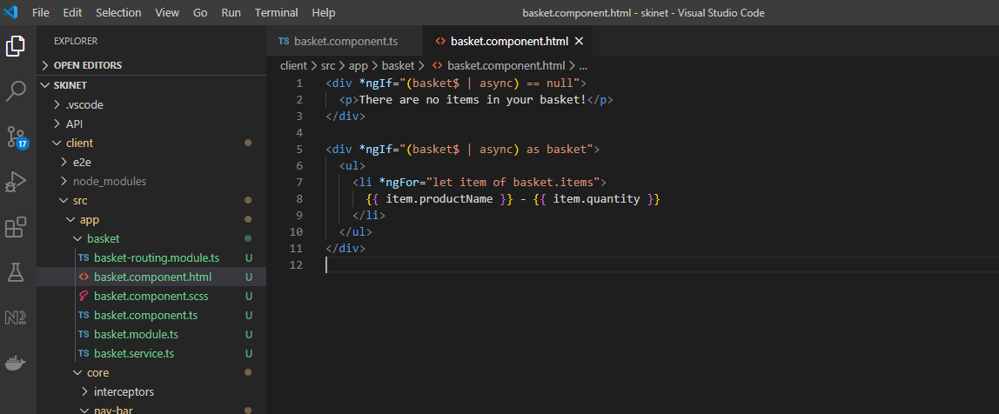 File Edit Selection View Go Run Terminal Help basket.component.html - skinet - Visual Studio Code
EXPLORER
OPEN EDITORS
SKINET
.vscode
API
client
e2e
node_modules
src
app
basket
TS basket-routing.module.ts U
basket.component.html U
basket.component.scss U
TS basket.component.ts U
TS basket.module.ts U
TS basket.service.ts U
core
interceptors
nav-bar
17
TS basket.component.ts
<> basket.component.html ×
client > src > app > basket > <> basket.component.html > ...
1 <div *ngIf="(basket$ | async) == null">
2 <p>There are no items in your basket!</p>
3 </div>
4
5 <div *ngIf="(basket$ | async) as basket">
6 <ul>
7 <li *ngFor="let item of basket.items">
8 {{ item.productName }} - {{ item.quantity }}
9 </li>
10 </ul>
11 </div>
12